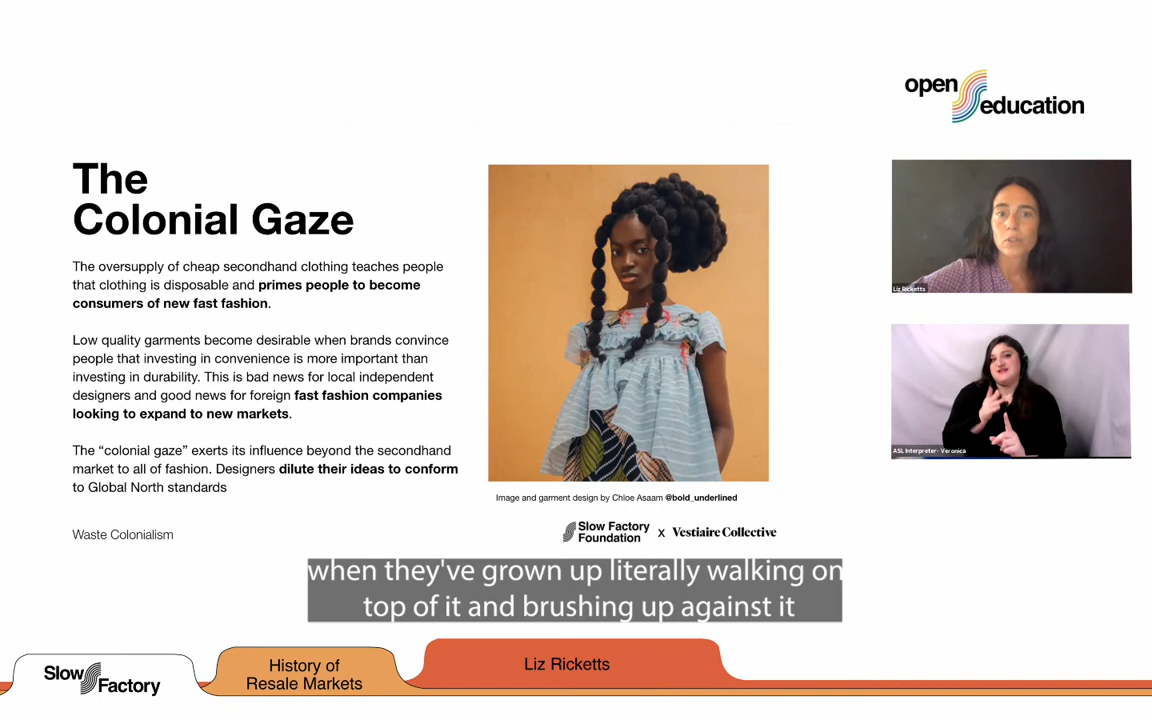 open
education
The
Colonial Gaze
The oversupply of cheap secondhand clothing teaches people
that clothing is disposable and primes people to become
consumers of new fast fashion.
Low quality garments become desirable when brands convince
people that investing in convenience is more important than
investing in durability. This is bad news for local independent
designers and good news for foreign fast fashion companies
looking to expand to new markets.
The “colonial gaze” exerts its influence beyond the secondhand
market to all of fashion. Designers dilute their ideas to conform
to Global North standards
Waste Colonialism
Image and garment design by Chloe Asaam @bold_underlined
Slow Factory
Foundation x Vestiaire Collective
Liz Ricketts
ASL Interpreter- Veronica
when they've grown up literally walking on
top of it and brushing up against it
Slow
Factory
History of
Resale Markets
Liz Ricketts